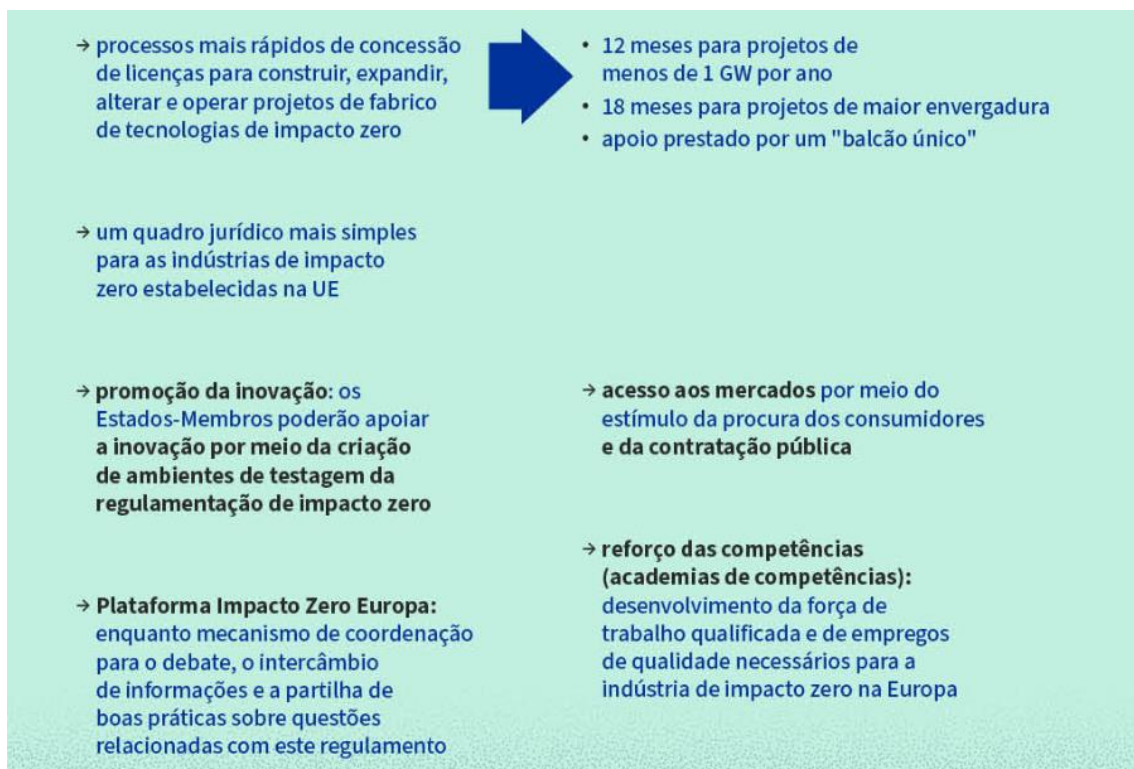 → processos mais rápidos de concessão
de licenças para construir, expandir,
alterar e operar projetos de fabrico
de tecnologias de impacto zero
• 12 meses para projetos de
menos de 1 GW por ano
• 18 meses para projetos de maior envergadura
• apoio prestado por um "balcão único"
→ um quadro jurídico mais simples
para as indústrias de impacto
zero estabelecidas na UE
→ promoção da inovação: os
Estados-Membros poderão apoiar
a inovação por meio da criação
de ambientes de testagem da
regulamentação de impacto zero
→ acesso aos mercados por meio do
estímulo da procura dos consumidores
e da contratação pública
→ Plataforma Impacto Zero Europa:
enquanto mecanismo de coordenação
para o debate, o intercâmbio
de informações e a partilha de
boas práticas sobre questões
relacionadas com este regulamento
→ reforço das competências
(academias de competências):
desenvolvimento da força de
trabalho qualificada e de empregos
de qualidade necessários para a
indústria de impacto zero na Europa